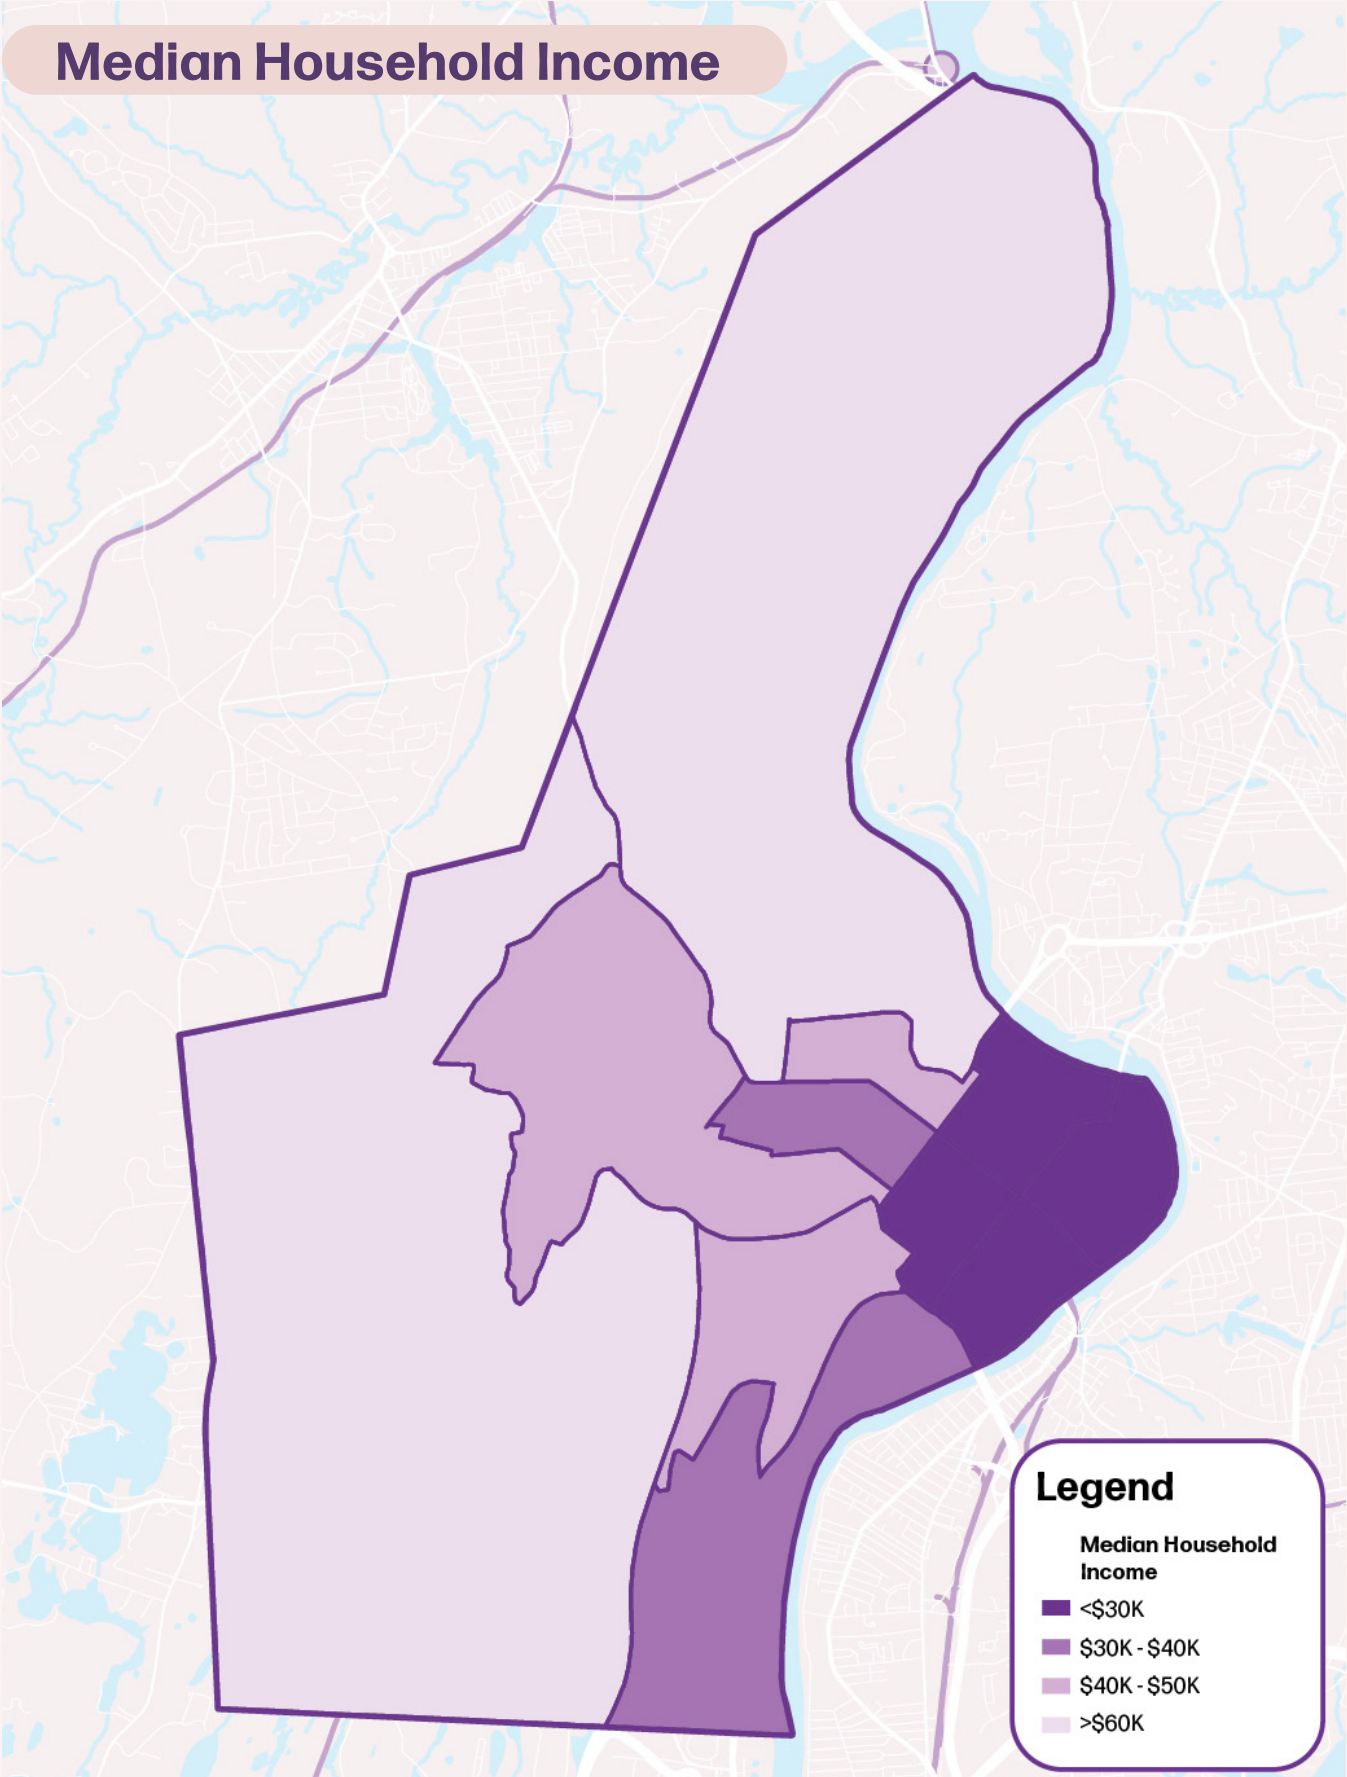 Median Household Income
Legend
Median Household
Income
<$30K
$30K - $40K
$40K - $50K
>$60K